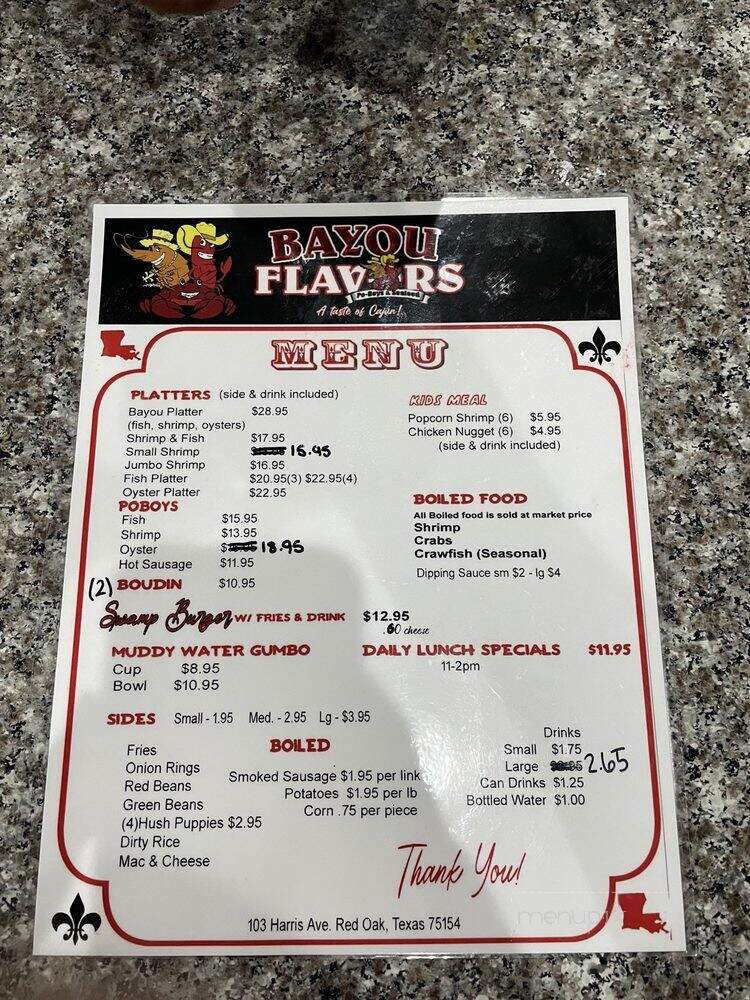 BAYOU
FLAVORS
Po-Boys & Seafood
A taste of Cajun!
MENU
PLATTERS (side & drink included)
Bayou Platter $28.95
(fish, shrimp, oysters)
Shrimp & Fish $17.95
Small Shrimp 15.95
Jumbo Shrimp $16.95
Fish Platter $20.95(3) $22.95(4)
Oyster Platter $22.95
POBOYS
Fish $15.95
Shrimp $13.95
Oyster 18.95
Hot Sausage $11.95
(2) BOUDIN $10.95
Swamp Burger W/ FRIES & DRINK $12.95
.60 cheese
MUDDY WATER GUMBO
Cup $8.95
Bowl $10.95
KIDS MEAL
Popcorn Shrimp (6) $5.95
Chicken Nugget (6) $4.95
(side & drink included)
BOILED FOOD
All Boiled food is sold at market price
Shrimp
Crabs
Crawfish (Seasonal)
Dipping Sauce sm $2 - lg $4
DAILY LUNCH SPECIALS $11.95
11-2pm
SIDES Small - 1.95 Med. - 2.95 Lg - $3.95
Fries
Onion Rings
Red Beans
Green Beans
(4)Hush Puppies $2.95
Dirty Rice
Mac & Cheese
BOILED
Smoked Sausage $1.95 per link
Potatoes $1.95 per lb
Corn .75 per piece
Drinks
Small $1.75
Large 2.65
Can Drinks $1.25
Bottled Water $1.00
Thank You!
103 Harris Ave. Red Oak, Texas 75154